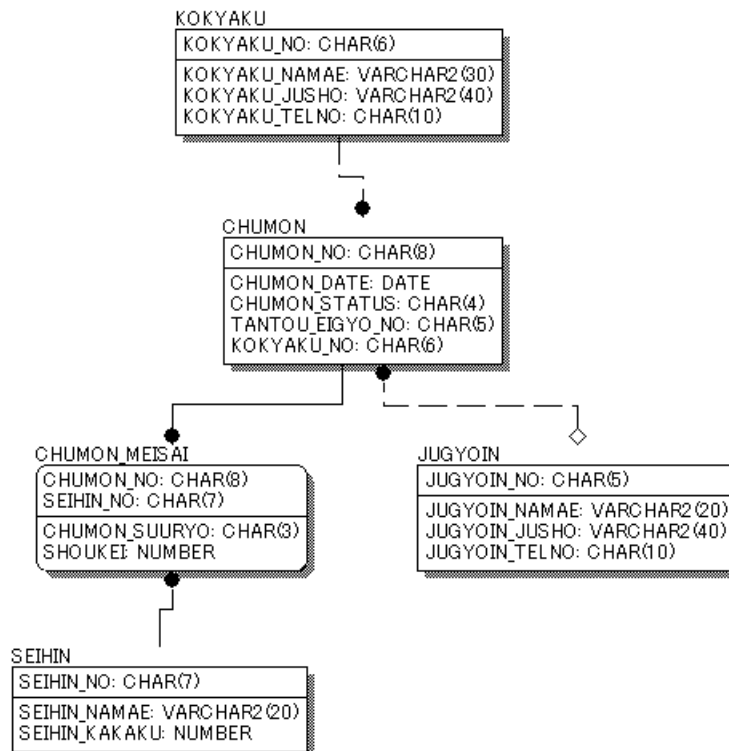 KOKYAKU
KOKYAKU_NO: CHAR(6)
KOKYAKU_NAMAE: VARCHAR2(30)
KOKYAKU_JUSHO: VARCHAR2(40)
KOKYAKU_TELNO: CHAR(10)
CHUMON
CHUMON_NO: CHAR(8)
CHUMON_DATE: DATE
CHUMON_STATUS: CHAR(4)
TANTOU_EIGYO_NO: CHAR(5)
KOKYAKU_NO: CHAR(6)
CHUMON_MEISAI
CHUMON_NO: CHAR(8)
SEIHIN_NO: CHAR(7)
CHUMON_SUURYO: CHAR(3)
SHOUKEI: NUMBER
JUGYOIN
JUGYOIN_NO: CHAR(5)
JUGYOIN_NAMAE: VARCHAR2(20)
JUGYOIN_JUSHO: VARCHAR2(40)
JUGYOIN_TELNO: CHAR(10)
SEIHIN
SEIHIN_NO: CHAR(7)
SEIHIN_NAMAE: VARCHAR2(20)
SEIHIN_KAKAKU: NUMBER